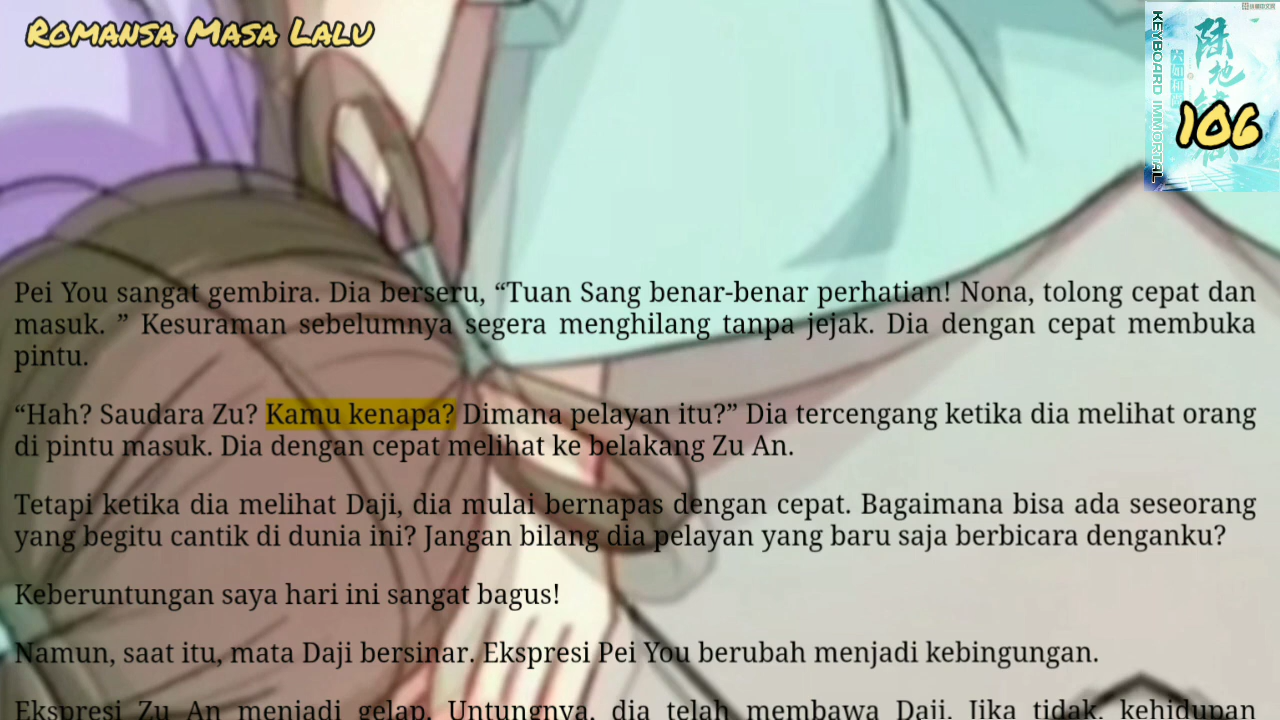 Romansa Masa Lalu
KEYBOARD IMMORTAL
陆地
106
Pei You sangat gembira. Dia berseru, “Tuan Sang benar-benar perhatian! Nona, tolong cepat dan
masuk. ” Kesuraman sebelumnya segera menghilang tanpa jejak. Dia dengan cepat membuka
pintu.
“Hah? Saudara Zu? Kamu kenapa? Dimana pelayan itu?” Dia tercengang ketika dia melihat orang
di pintu masuk. Dia dengan cepat melihat ke belakang Zu An.
Tetapi ketika dia melihat Daji, dia mulai bernapas dengan cepat. Bagaimana bisa ada seseorang
yang begitu cantik di dunia ini? Jangan bilang dia pelayan yang baru saja berbicara denganku?
Keberuntungan saya hari ini sangat bagus!
Namun, saat itu, mata Daji bersinar. Ekspresi Pei You berubah menjadi kebingungan.
Ekspresi Zu An menjadi gelap. Untungnya, dia telah membawa Daji. Jika tidak, kehidupan